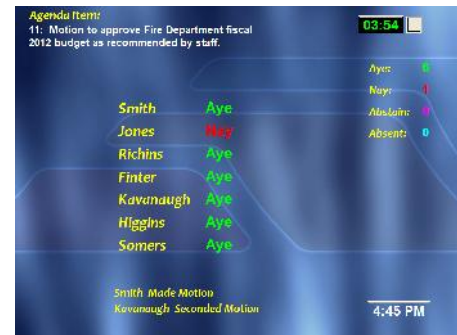 Agenda Item:
11: Motion to approve Fire Department fiscal
2012 budget as recommended by staff.
03:54
Aye: 6
Nay: 1
Abstain: 0
Absent: 0
Smith Aye
Jones Nay
Richins Aye
Finter Aye
Kavanaugh Aye
Higgins Aye
Somers Aye
Smith Made Motion
Kavanaugh Seconded Motion
4:45 PM